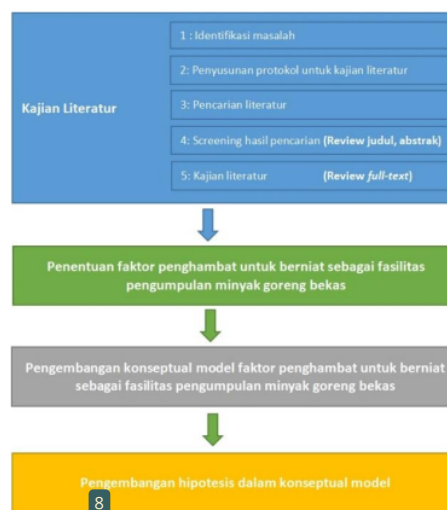 Kajian Literatur
1 : Identifikasi masalah
2: Penyusunan protokol untuk kajian literatur
3: Pencarian literatur
4: Screening hasil pencarian (Review judul, abstrak)
5: Kajian literatur (Review full-text)
Penentuan faktor penghambat untuk berniat sebagai fasilitas
pengumpulan minyak goreng bekas
Pengembangan konseptual model faktor penghambat untuk berniat
sebagai fasilitas pengumpulan minyak goreng bekas
Pengembangan hipotesis dalam konseptual model
8